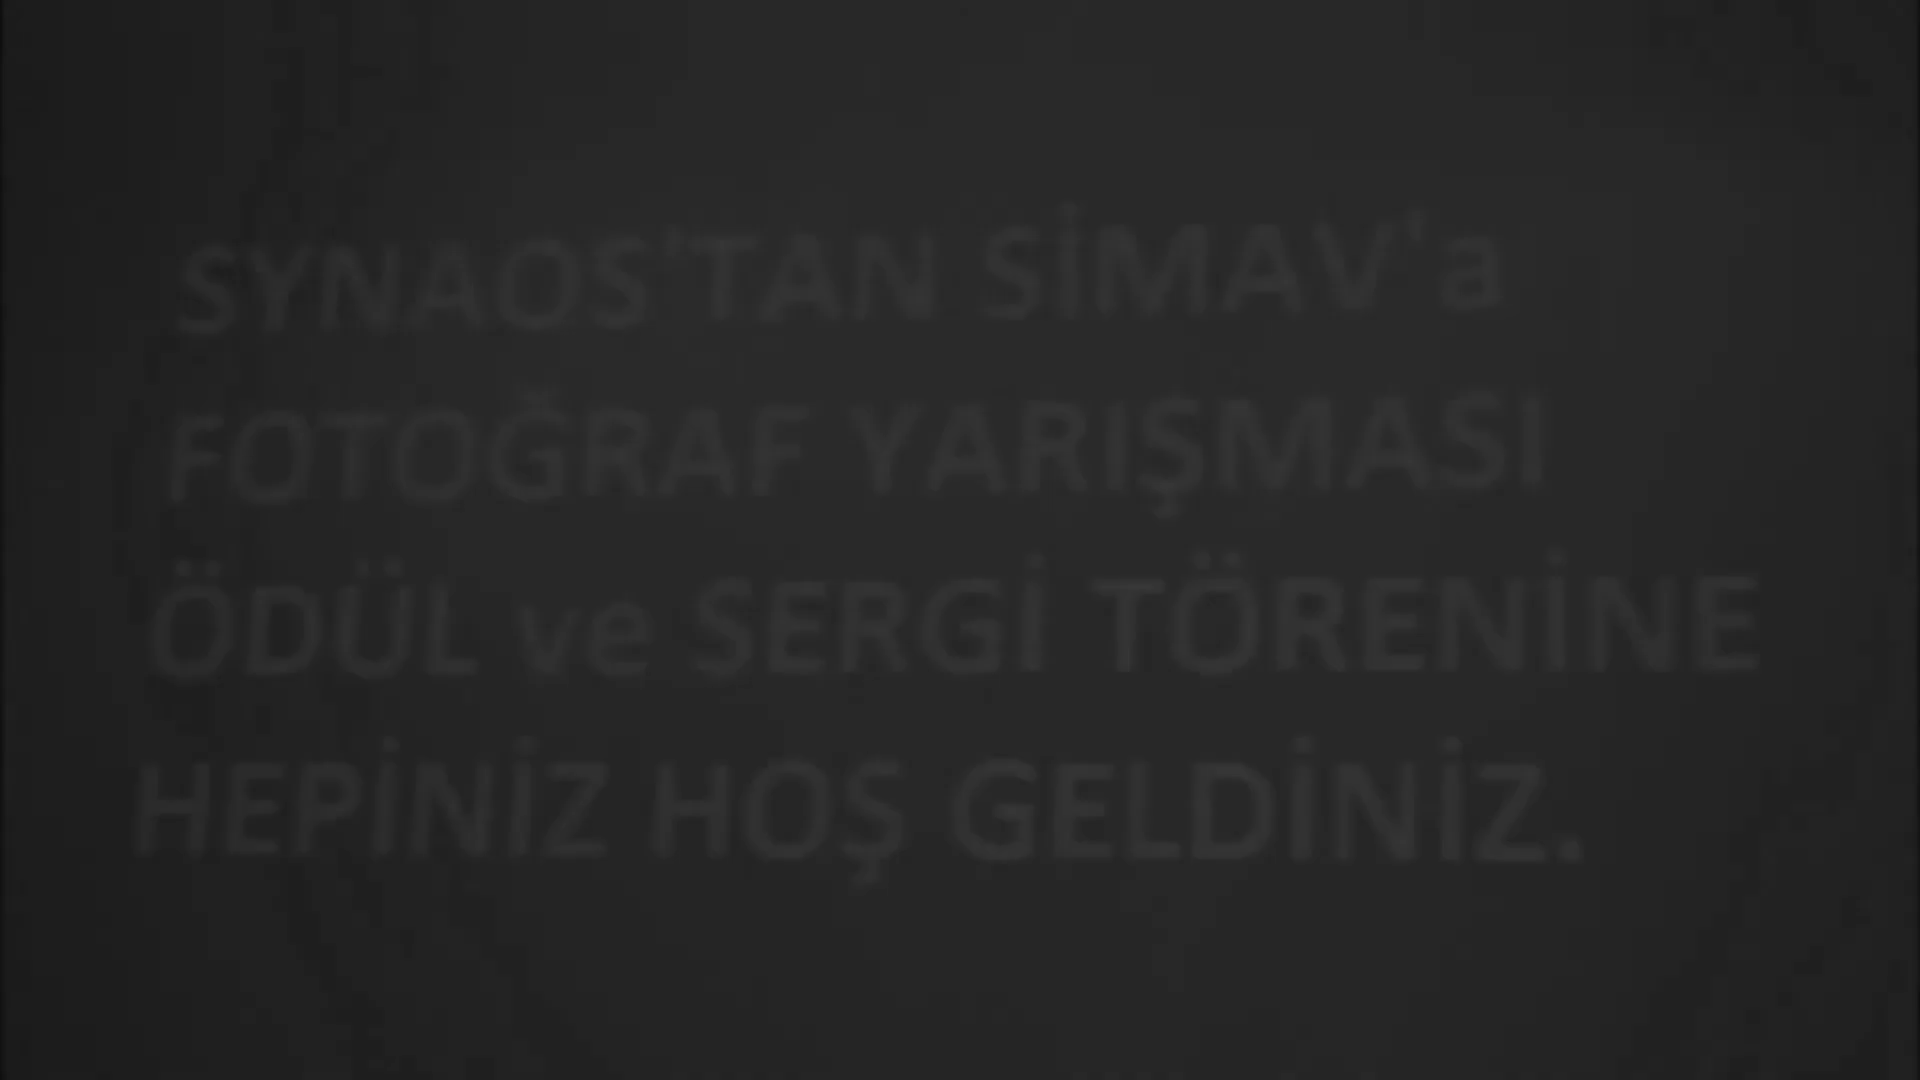 SYNAOS'TAN SİMAV'a
FOTOĞRAF YARIŞMASI
ÖDÜL ve SERGİ TÖRENİNE
HEPİNİZ HOŞ GELDİNİZ.